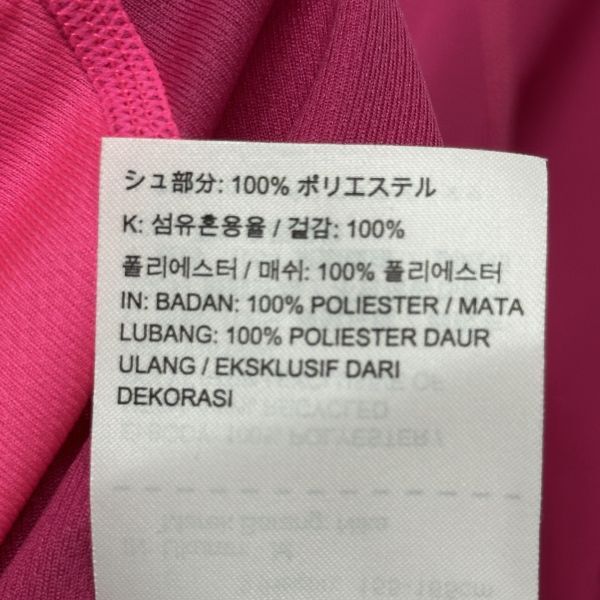 シュ部分: 100% ポリエステル
K: 섬유혼용율 / 겉감: 100%
폴리에스터 / 매쉬: 100% 폴리에스터
IN: BADAN: 100% POLIESTER / MATA
LUBANG: 100% POLIESTER DAUR
ULANG / EKSKLUSIF DARI
DEKORASI